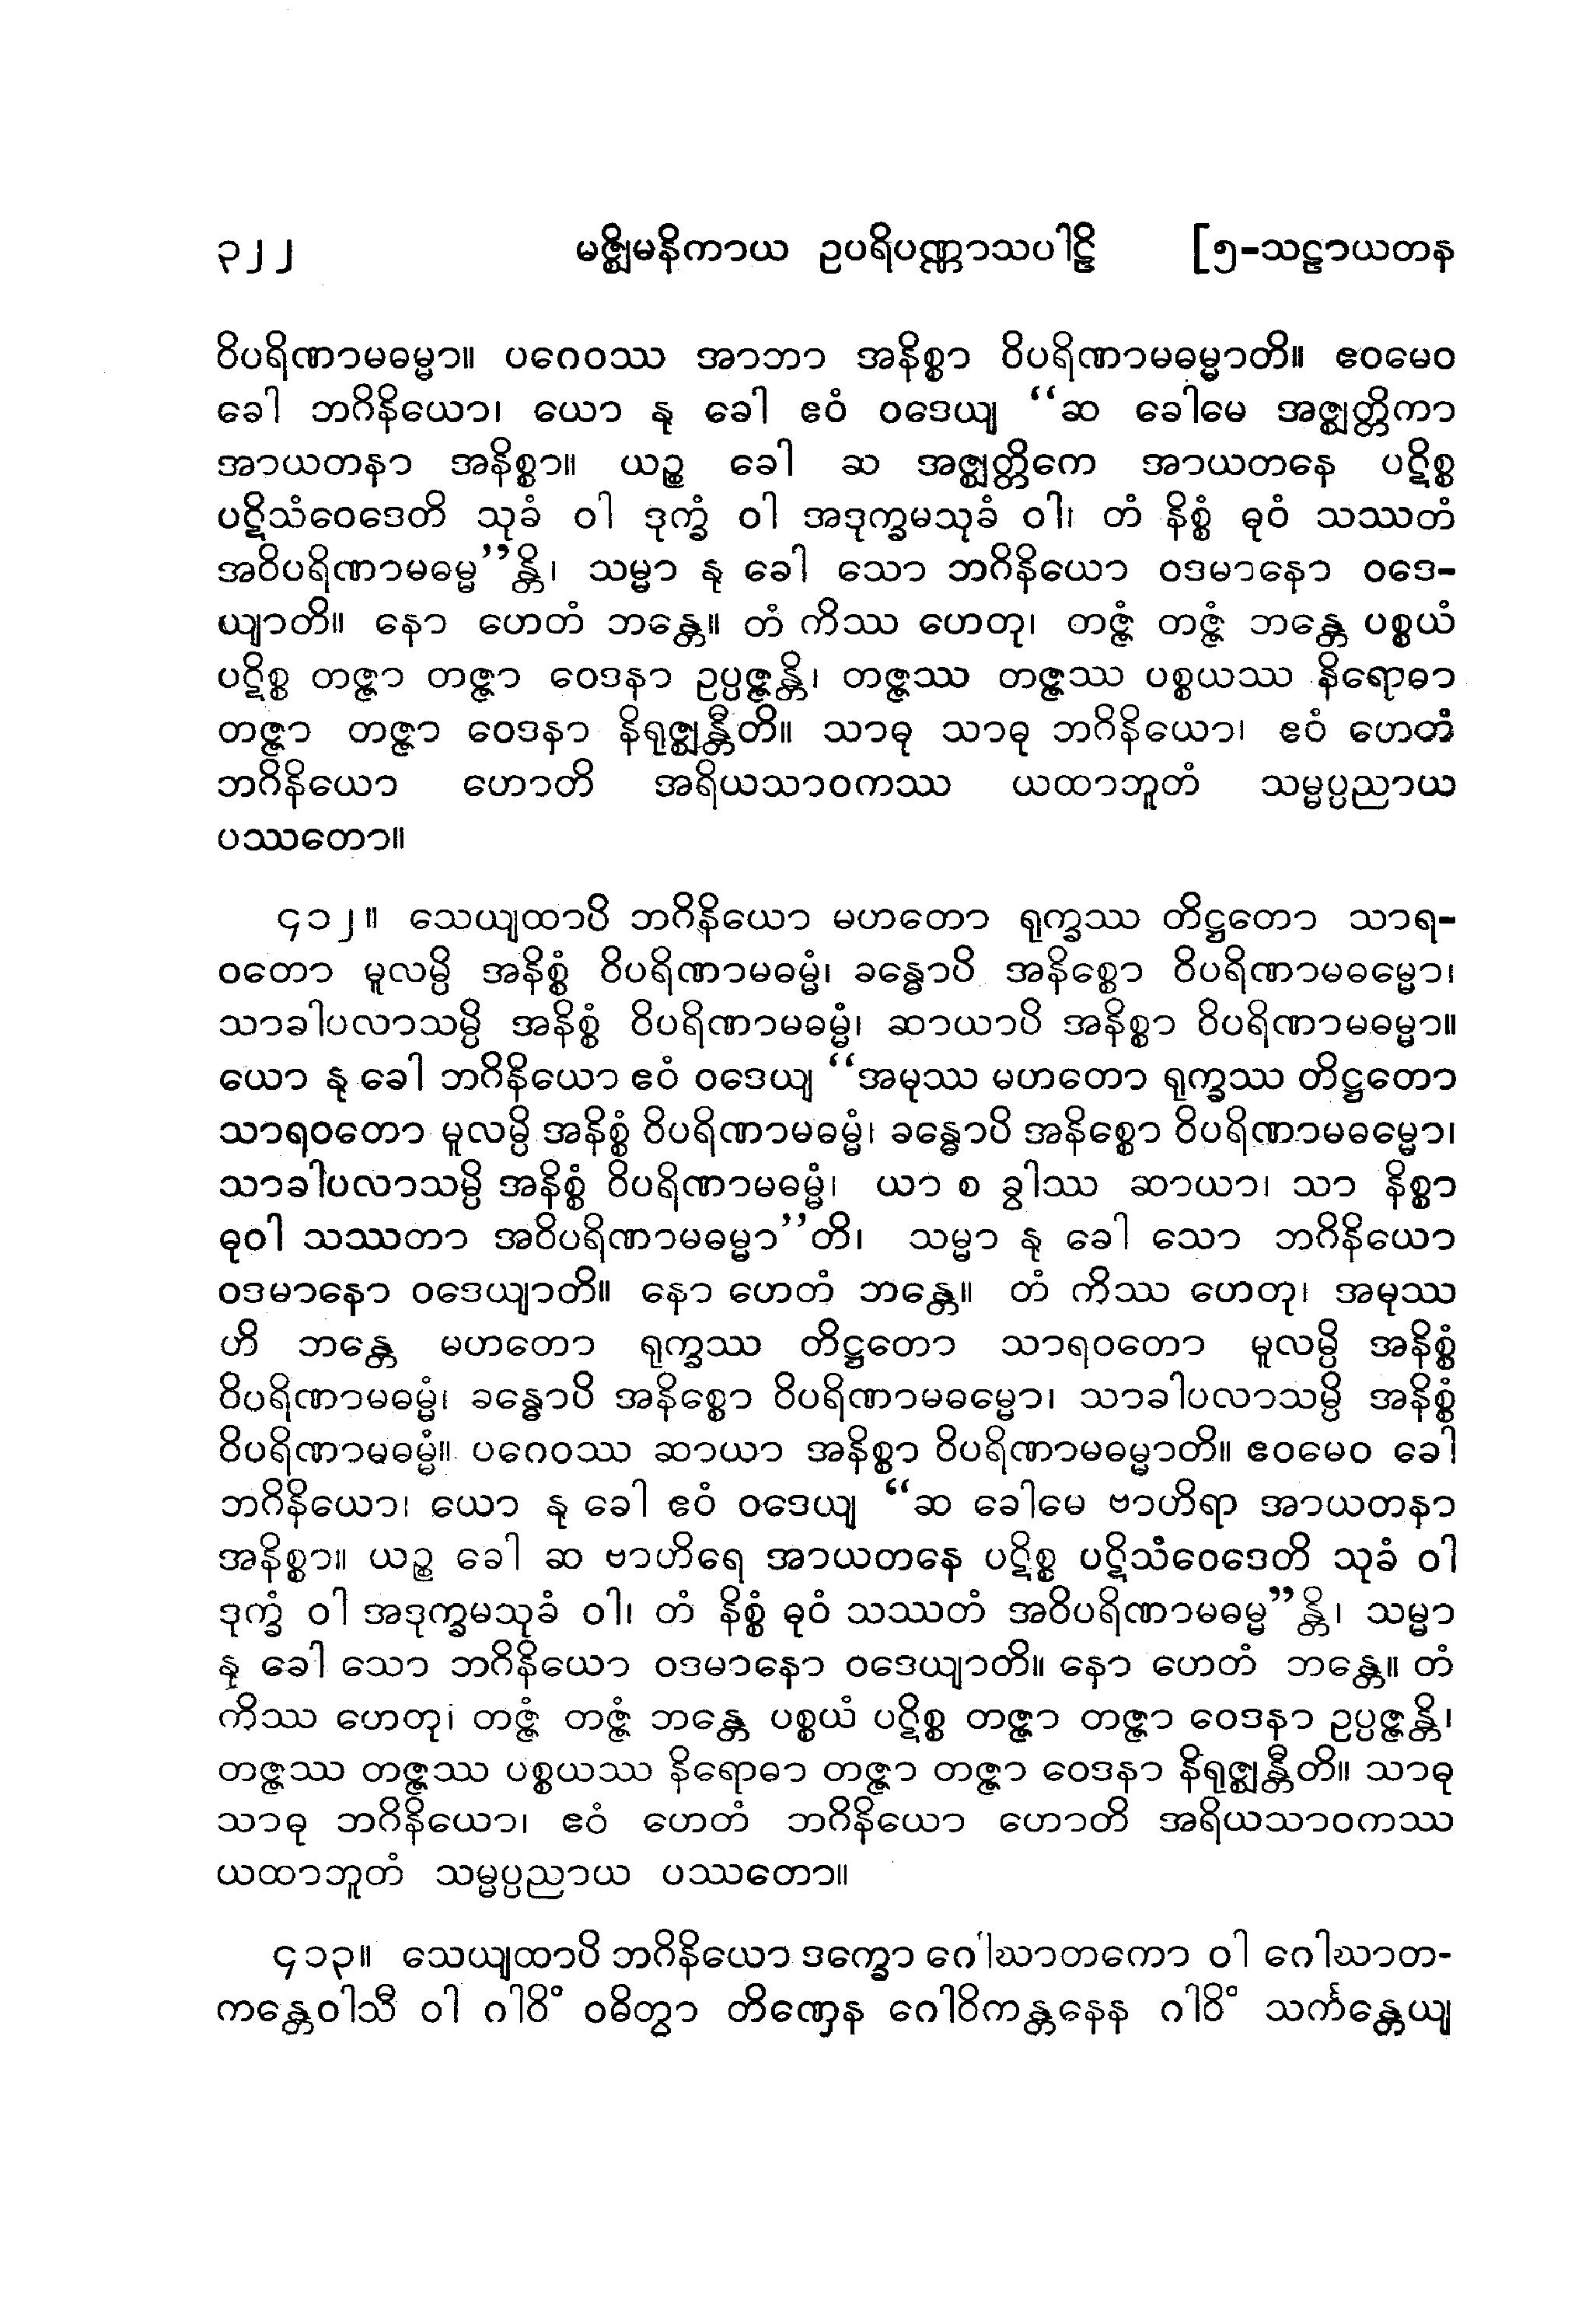 ၃၂၂ မဇ္ဈိမနိကာယ ဥပရိပဏ္ဏာသပါဠိ [၅-သဠာယတန
ဝိပရိဏာမဓမ္မာ။ ပဂေဝဿ အာဘာ အနိစ္စာ ဝိပရိဏာမဓမ္မာတိ။ ဧဝမေဝ
ခေါ ဘဂိနိယော၊ ယော နု ခေါ ဧဝံ ဝဒေယျ “ဆ ခေါမေ အဇ္ဈတ္တိကာ
အာယတနာ အနိစ္စာ။ ယဉ္စ ခေါ ဆ အဇ္ဈတ္တိကေ အာယတနေ ပဋိစ္စ
ပဋိသံဝေဒေတိ သုခံ ဝါ ဒုက္ခံ ဝါ အဒုက္ခမသုခံ ဝါ၊ တံ နိစ္စံ ဓုဝံ သဿတံ
အဝိပရိဏာမဓမ္မ”န္တိ၊ သမ္မာ နု ခေါ သော ဘဂိနိယော ဝဒမာနော ဝဒေ-
ယျာတိ။ နော ဟေတံ ဘန္တေ။ တံ ကိဿ ဟေတု၊ တဇ္ဇံ တဇ္ဇံ ဘန္တေ ပစ္စယံ
ပဋိစ္စ တဇ္ဇာ တဇ္ဇာ ဝေဒနာ ဥပ္ပဇ္ဇန္တိ၊ တဇ္ဇဿ တဇ္ဇဿ ပစ္စယဿ နိရောဓာ
တဇ္ဇာ တဇ္ဇာ ဝေဒနာ နိရုဇ္ဈန္တီတိ။ သာဓု သာဓု ဘဂိနိယော၊ ဧဝံ ဟေတံ
ဘဂိနိယော ဟောတိ အရိယသာဝကဿ ယထာဘူတံ သမ္မပ္ပညာယ
ပဿတော။
၄၁၂။ သေယျထာပိ ဘဂိနိယော မဟတော ရုက္ခဿ တိဋ္ဌတော သာရ-
ဝတော မူလမ္ပိ အနိစ္စံ ဝိပရိဏာမဓမ္မံ၊ ခန္ဓောပိ အနိစ္စော ဝိပရိဏာမဓမ္မော၊
သာခါပလာသမ္ပိ အနိစ္စံ ဝိပရိဏာမဓမ္မံ၊ ဆာယာပိ အနိစ္စာ ဝိပရိဏာမဓမ္မာ။
ယော နု ခေါ ဘဂိနိယော ဧဝံ ဝဒေယျ “အမုဿ မဟတော ရုက္ခဿ တိဋ္ဌတော
သာရဝတော မူလမ္ပိ အနိစ္စံ ဝိပရိဏာမဓမ္မံ၊ ခန္ဓောပိ အနိစ္စော ဝိပရိဏာမဓမ္မော၊
သာခါပလာသမ္ပိ အနိစ္စံ ဝိပရိဏာမဓမ္မံ၊ ယာ စ ခွါဿ ဆာယာ၊ သာ နိစ္စာ
ဓုဝါ သဿတာ အဝိပရိဏာမဓမ္မာ”တိ၊ သမ္မာ နု ခေါ သော ဘဂိနိယော
ဝဒမာနော ဝဒေယျာတိ။ နော ဟေတံ ဘန္တေ။ တံ ကိဿ ဟေတု၊ အမုဿ
ဟိ ဘန္တေ မဟတော ရုက္ခဿ တိဋ္ဌတော သာရဝတော မူလမ္ပိ အနိစ္စံ
ဝိပရိဏာမဓမ္မံ၊ ခန္ဓောပိ အနိစ္စော ဝိပရိဏာမဓမ္မော၊ သာခါပလာသမ္ပိ အနိစ္စံ
ဝိပရိဏာမဓမ္မံ။ ပဂေဝဿ ဆာယာ အနိစ္စာ ဝိပရိဏာမဓမ္မာတိ။ ဧဝမေဝ ခေါ
ဘဂိနိယော၊ ယော နု ခေါ ဧဝံ ဝဒေယျ “ဆ ခေါမေ ဗာဟိရာ အာယတနာ
အနိစ္စာ။ ယဉ္စ ခေါ ဆ ဗာဟိရေ အာယတနေ ပဋိစ္စ ပဋိသံဝေဒေတိ သုခံ ဝါ
ဒုက္ခံ ဝါ အဒုက္ခမသုခံ ဝါ၊ တံ နိစ္စံ ဓုဝံ သဿတံ အဝိပရိဏာမဓမ္မ”န္တိ၊ သမ္မာ
နု ခေါ သော ဘဂိနိယော ဝဒမာနော ဝဒေယျာတိ။ နော ဟေတံ ဘန္တေ။ တံ
ကိဿ ဟေတု၊ တဇ္ဇံ တဇ္ဇံ ဘန္တေ ပစ္စယံ ပဋိစ္စ တဇ္ဇာ တဇ္ဇာ ဝေဒနာ ဥပ္ပဇ္ဇန္တိ၊
တဇ္ဇဿ တဇ္ဇဿ ပစ္စယဿ နိရောဓာ တဇ္ဇာ တဇ္ဇာ ဝေဒနာ နိရုဇ္ဈန္တီတိ။ သာဓု
သာဓု ဘဂိနိယော၊ ဧဝံ ဟေတံ ဘဂိနိယော ဟောတိ အရိယသာဝကဿ
ယထာဘူတံ သမ္မပ္ပညာယ ပဿတော။
၄၁၃။ သေယျထာပိ ဘဂိနိယော ဒက္ခော ဂေါဃာတကော ဝါ ဂေါဃာတ-
ကန္တေဝါသီ ဝါ ဂါဝိံ ဝဓိတွာ တိဏှေန ဂေါဝိကန္တနေန ဂါဝိံ သင်္ကန္တေယျ